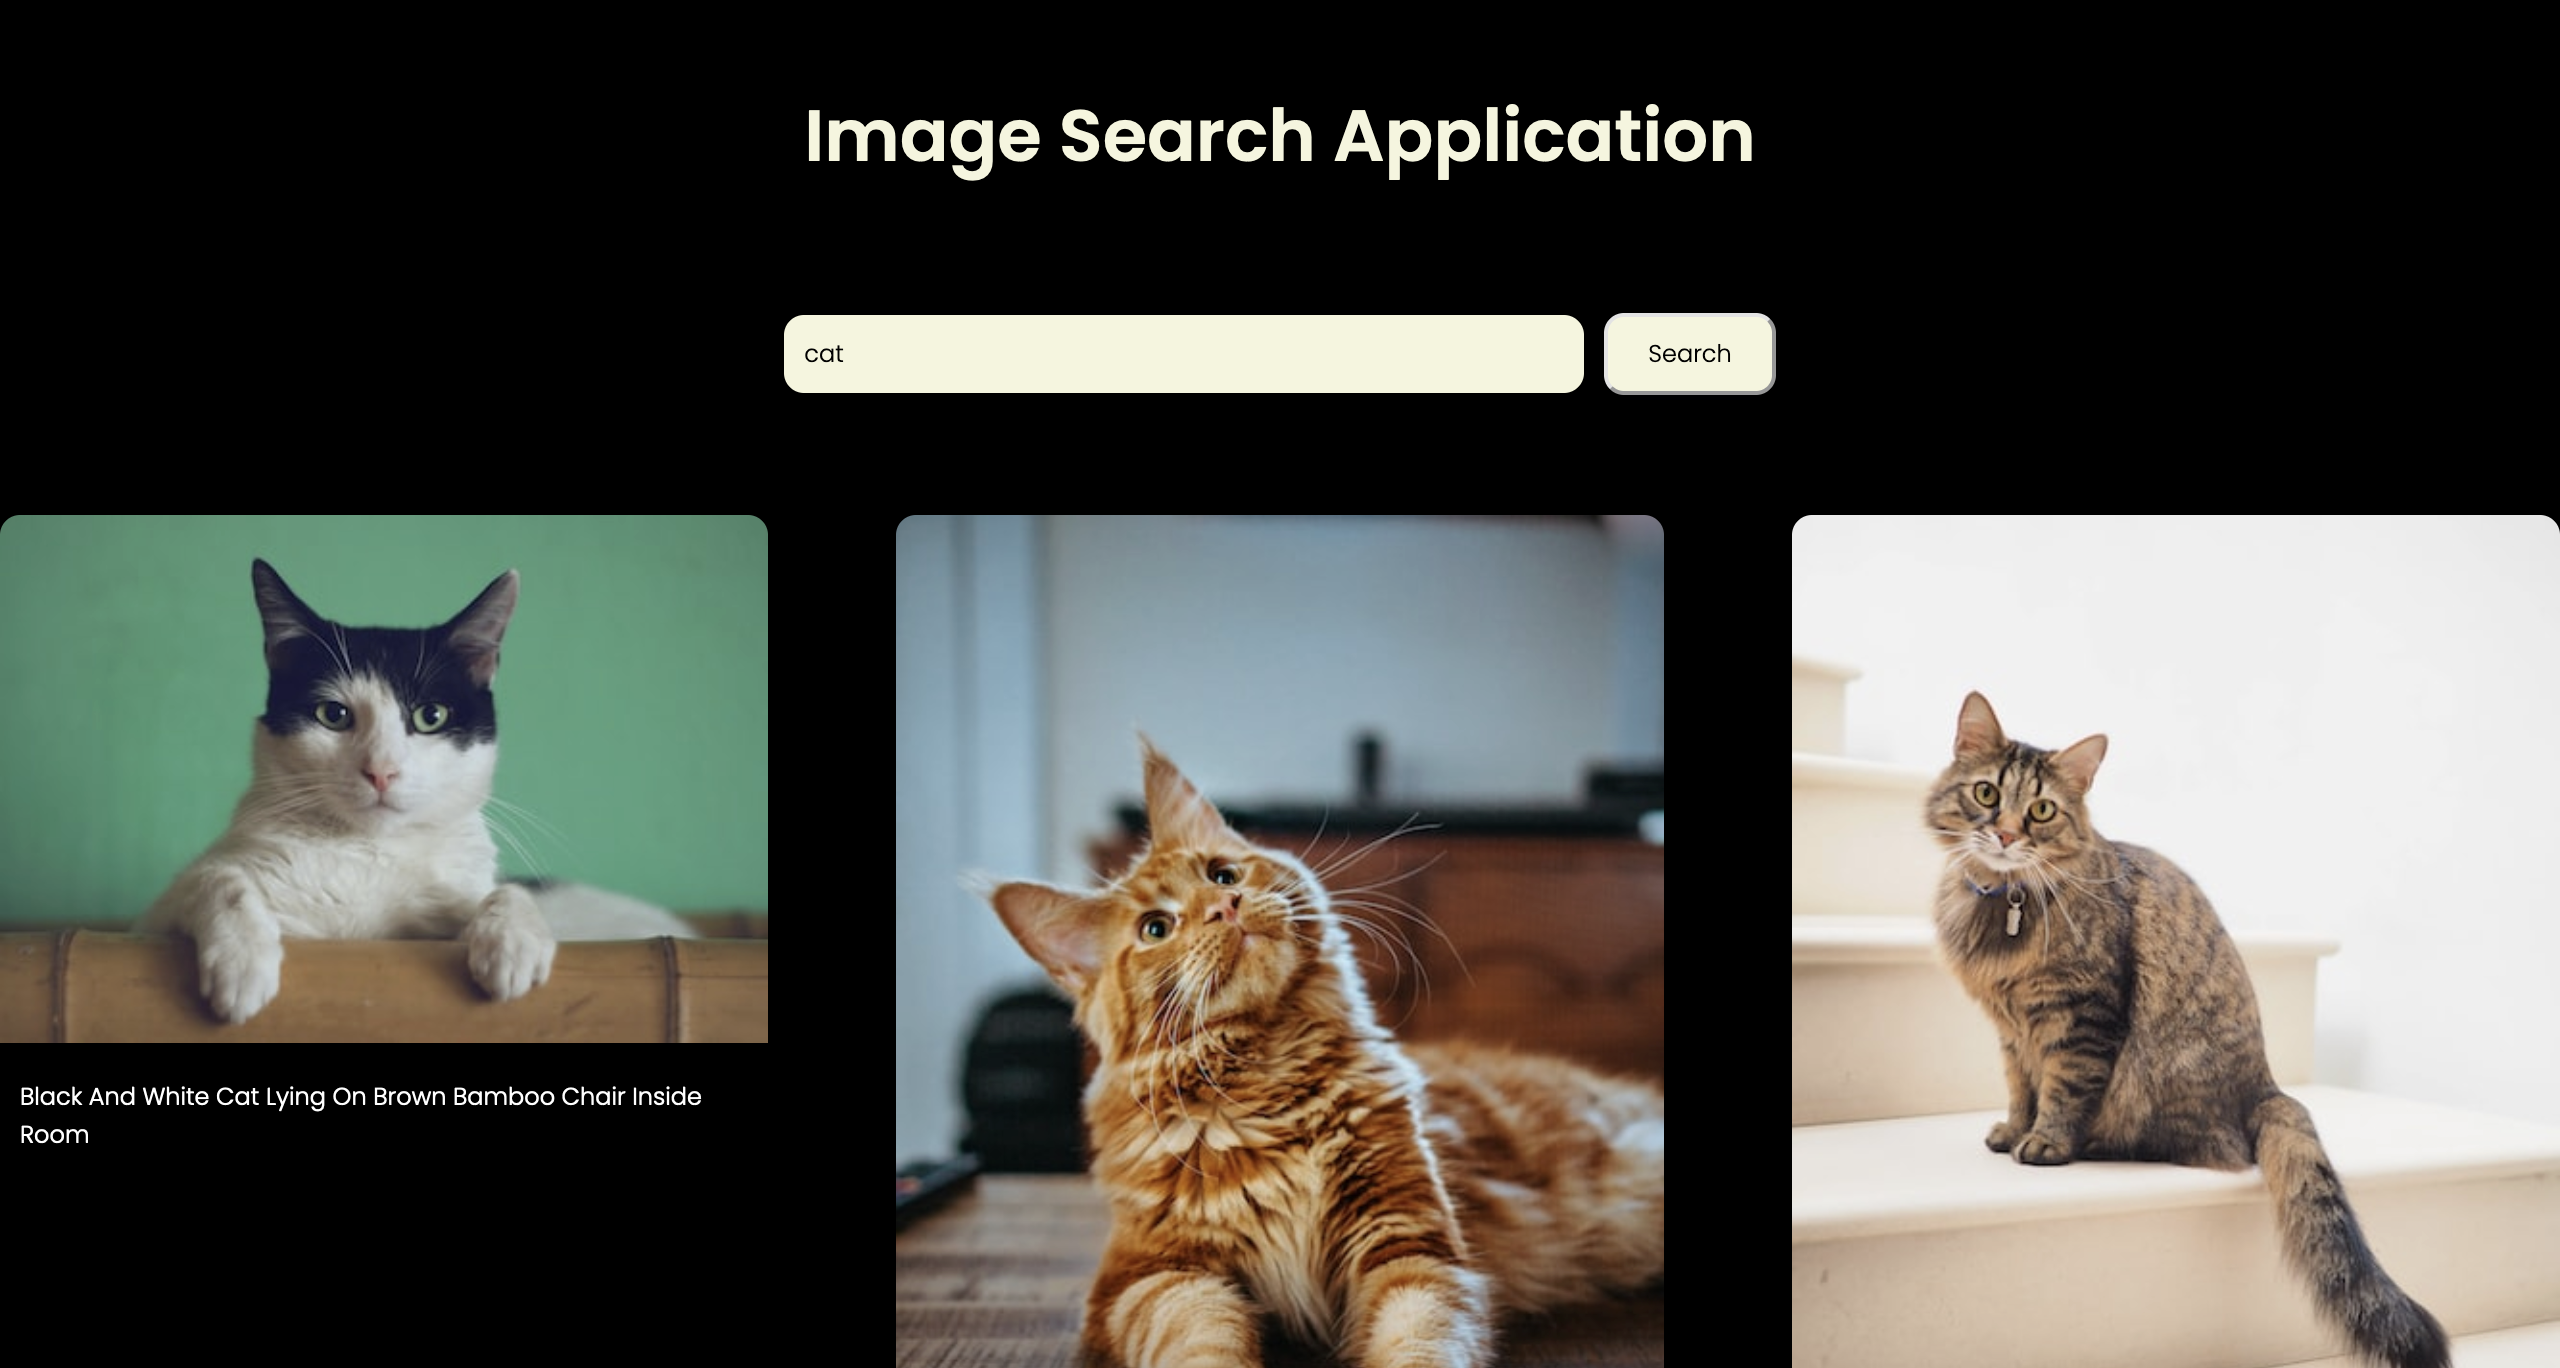 Image Search Application
cat
Search
Black And White Cat Lying On Brown Bamboo Chair Inside
Room